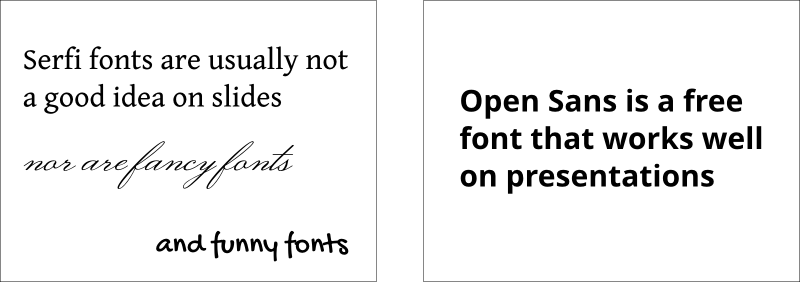 Serfi fonts are usually not
a good idea on slides
nor are fancy fonts
and funny fonts
Open Sans is a free
font that works well
on presentations